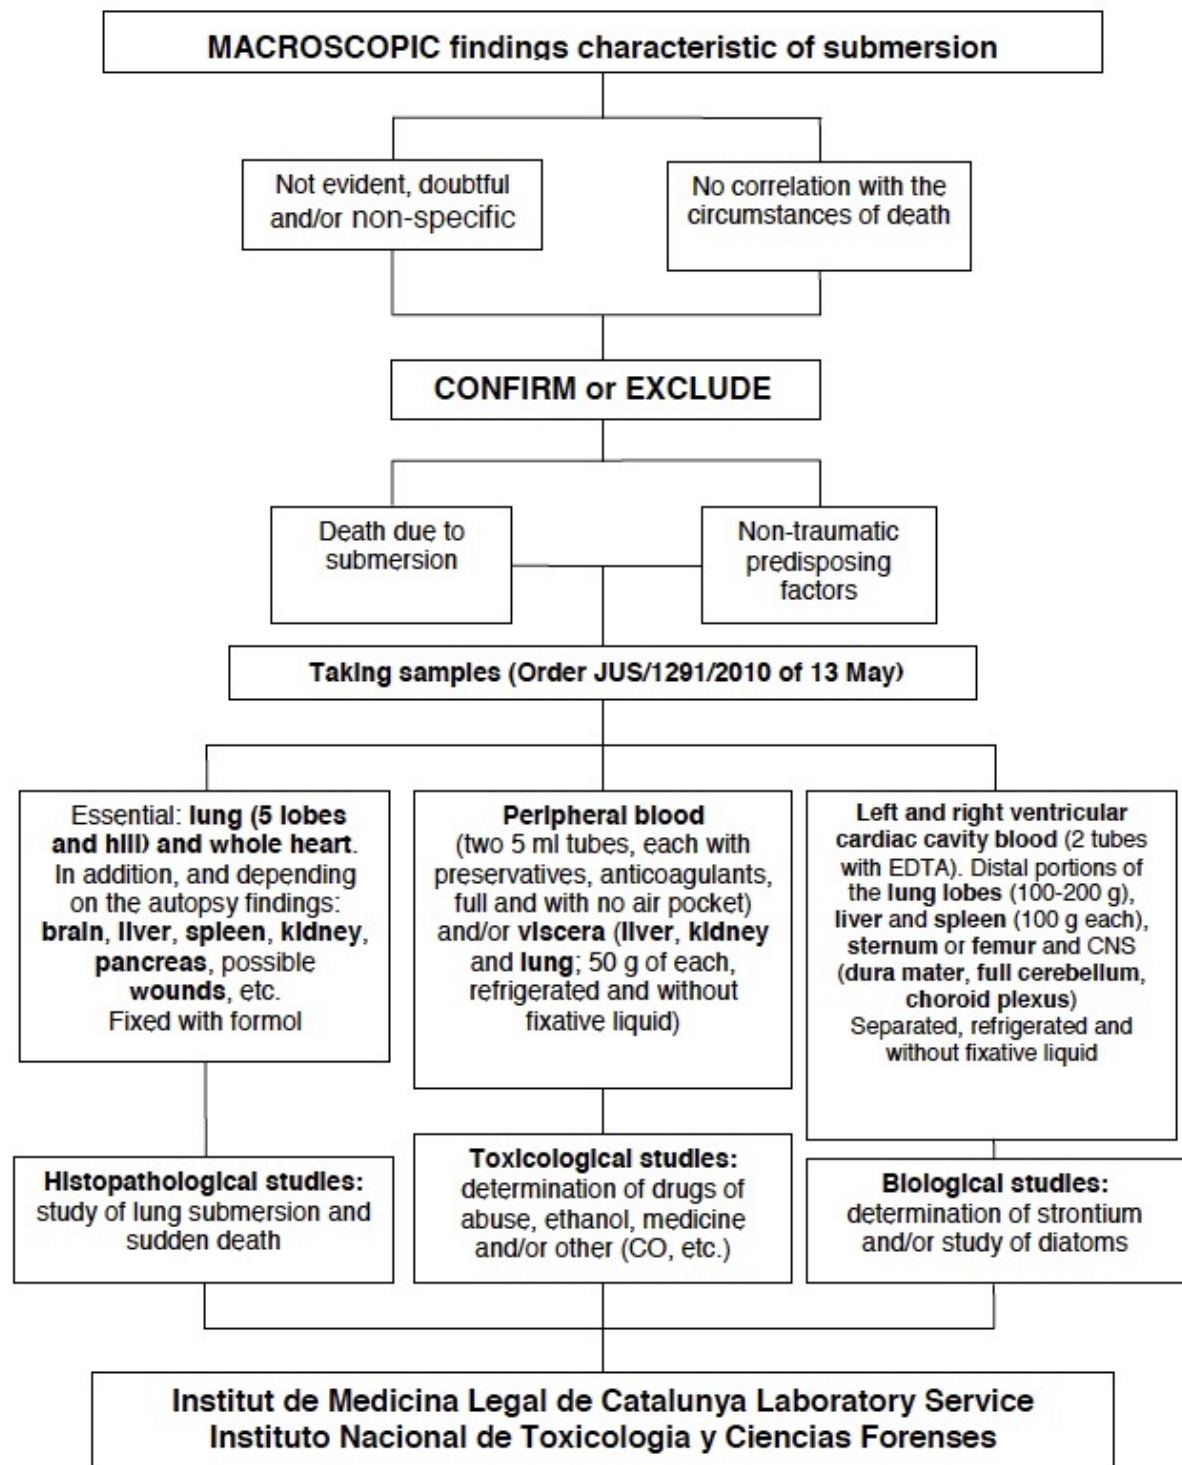 MACROSCOPIC findings characteristic of submersion
Not evident, doubtful
and/or non-specific
No correlation with the
circumstances of death
CONFIRM or EXCLUDE
Death due to
submersion
Non-traumatic
predisposing
factors
Taking samples (Order JUS/1291/2010 of 13 May)
Essential: lung (5 lobes
and hili) and whole heart.
In addition, and depending
on the autopsy findings:
brain, liver, spleen, kidney,
pancreas, possible
wounds, etc.
Fixed with formol
Peripheral blood
(two 5 ml tubes, each with
preservatives, anticoagulants,
full and with no air pocket)
and/or viscera (liver, kidney
and lung; 50 g of each,
refrigerated and without
fixative liquid)
Left and right ventricular
cardiac cavity blood (2 tubes
with EDTA). Distal portions of
the lung lobes (100-200 g),
liver and spleen (100 g each),
sternum or femur and CNS
(dura mater, full cerebellum,
choroid plexus)
Separated, refrigerated and
without fixative liquid
Histopathological studies:
study of lung submersion and
sudden death
Toxicological studies:
determination of drugs of
abuse, ethanol, medicine
and/or other (CO, etc.)
Biological studies:
determination of strontium
and/or study of diatoms
Institut de Medicina Legal de Catalunya Laboratory Service
Instituto Nacional de Toxicologia y Ciencias Forenses